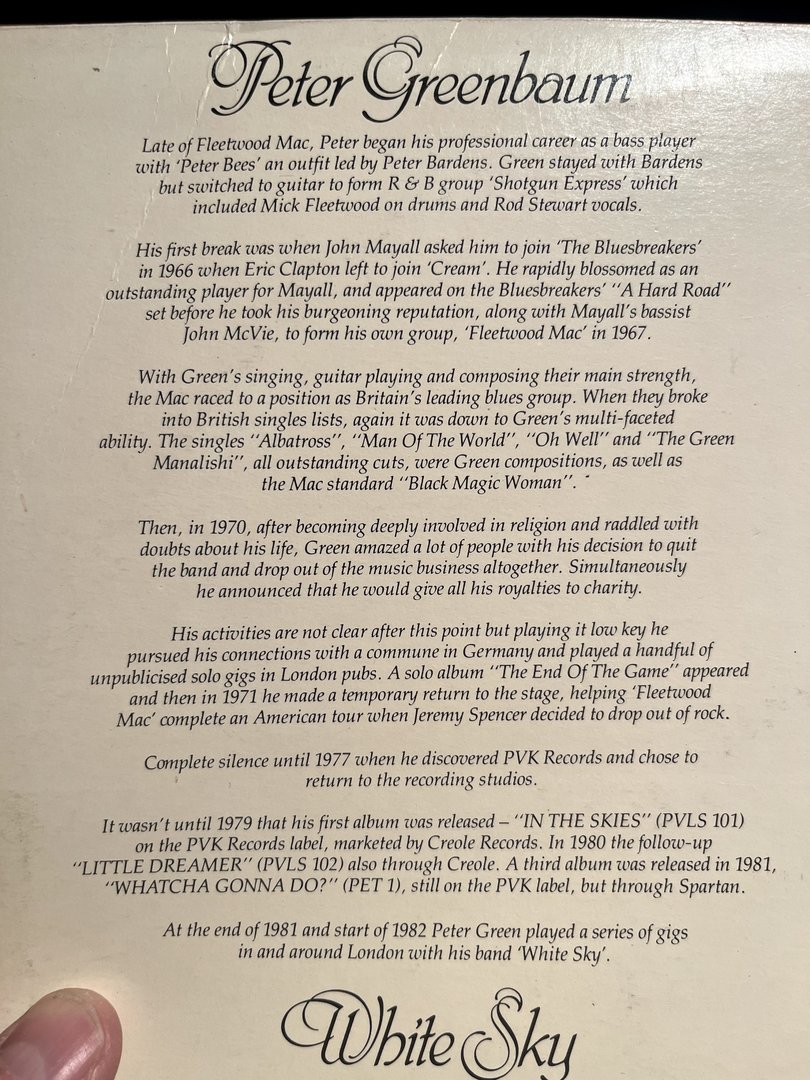 Peter Greenbaum
Late of Fleetwood Mac, Peter began his professional career as a bass player
with ‘Peter Bees’ an outfit led by Peter Bardens. Green stayed with Bardens
but switched to guitar to form R & B group ‘Shotgun Express’ which
included Mick Fleetwood on drums and Rod Stewart vocals.
His first break was when John Mayall asked him to join ‘The Bluesbreakers’
in 1966 when Eric Clapton left to join ‘Cream’. He rapidly blossomed as an
outstanding player for Mayall, and appeared on the Bluesbreakers’ “A Hard Road”
set before he took his burgeoning reputation, along with Mayall’s bassist
John McVie, to form his own group, ‘Fleetwood Mac’ in 1967.
With Green’s singing, guitar playing and composing their main strength,
the Mac raced to a position as Britain’s leading blues group. When they broke
into British singles lists, again it was down to Green’s multi-faceted
ability. The singles “Albatross”, “Man Of The World”, “Oh Well” and “The Green
Manalishi”, all outstanding cuts, were Green compositions, as well as
the Mac standard “Black Magic Woman”.
Then, in 1970, after becoming deeply involved in religion and raddled with
doubts about his life, Green amazed a lot of people with his decision to quit
the band and drop out of the music business altogether. Simultaneously
he announced that he would give all his royalties to charity.
His activities are not clear after this point but playing it low key he
pursued his connections with a commune in Germany and played a handful of
unpublicised solo gigs in London pubs. A solo album “The End Of The Game” appeared
and then in 1971 he made a temporary return to the stage, helping ‘Fleetwood
Mac’ complete an American tour when Jeremy Spencer decided to drop out of rock.
Complete silence until 1977 when he discovered PVK Records and chose to
return to the recording studios.
It wasn’t until 1979 that his first album was released – “IN THE SKIES” (PVLS 101)
on the PVK Records label, marketed by Creole Records. In 1980 the follow-up
“LITTLE DREAMER” (PVLS 102) also through Creole. A third album was released in 1981,
“WHATCHA GONNA DO?” (PET 1), still on the PVK label, but through Spartan.
At the end of 1981 and start of 1982 Peter Green played a series of gigs
in and around London with his band ‘White Sky’.
White Sky